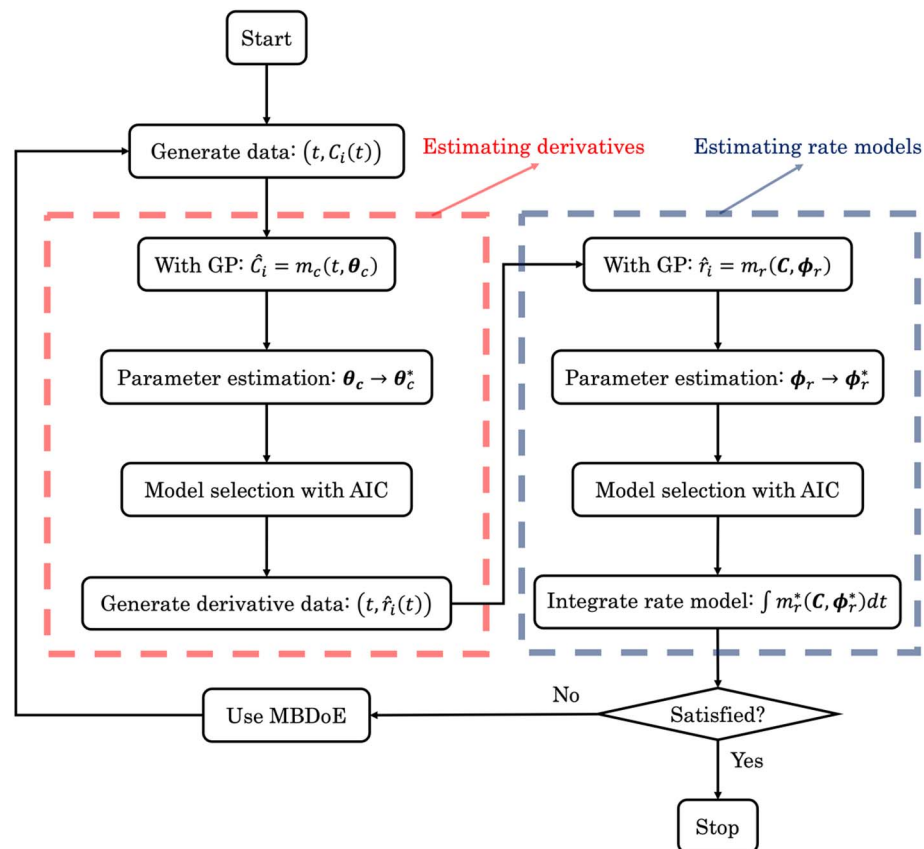 Start
Generate data: (t, C_i(t))
Estimating derivatives
With GP: Ĉ_i = m_c(t, θ_c)
Parameter estimation: θ_c → θ_c^*
Model selection with AIC
Generate derivative data: (t, r̂_i(t))
Estimating rate models
With GP: r̂_i = m_r(C, ϕ_r)
Parameter estimation: ϕ_r → ϕ_r^*
Model selection with AIC
Integrate rate model: ∫ m_r^*(C, ϕ_r^*)dt
Satisfied?
No
Use MBDoE
Yes
Stop